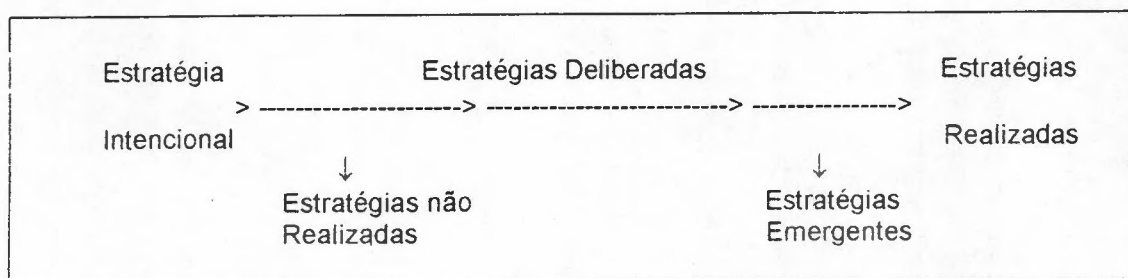 Estratégia Estratégias Deliberadas Estratégias
> -----------------------> ---------------------------> ---------------->
Intencional Realizadas
↓ ↓
Estratégias não Estratégias
Realizadas Emergentes